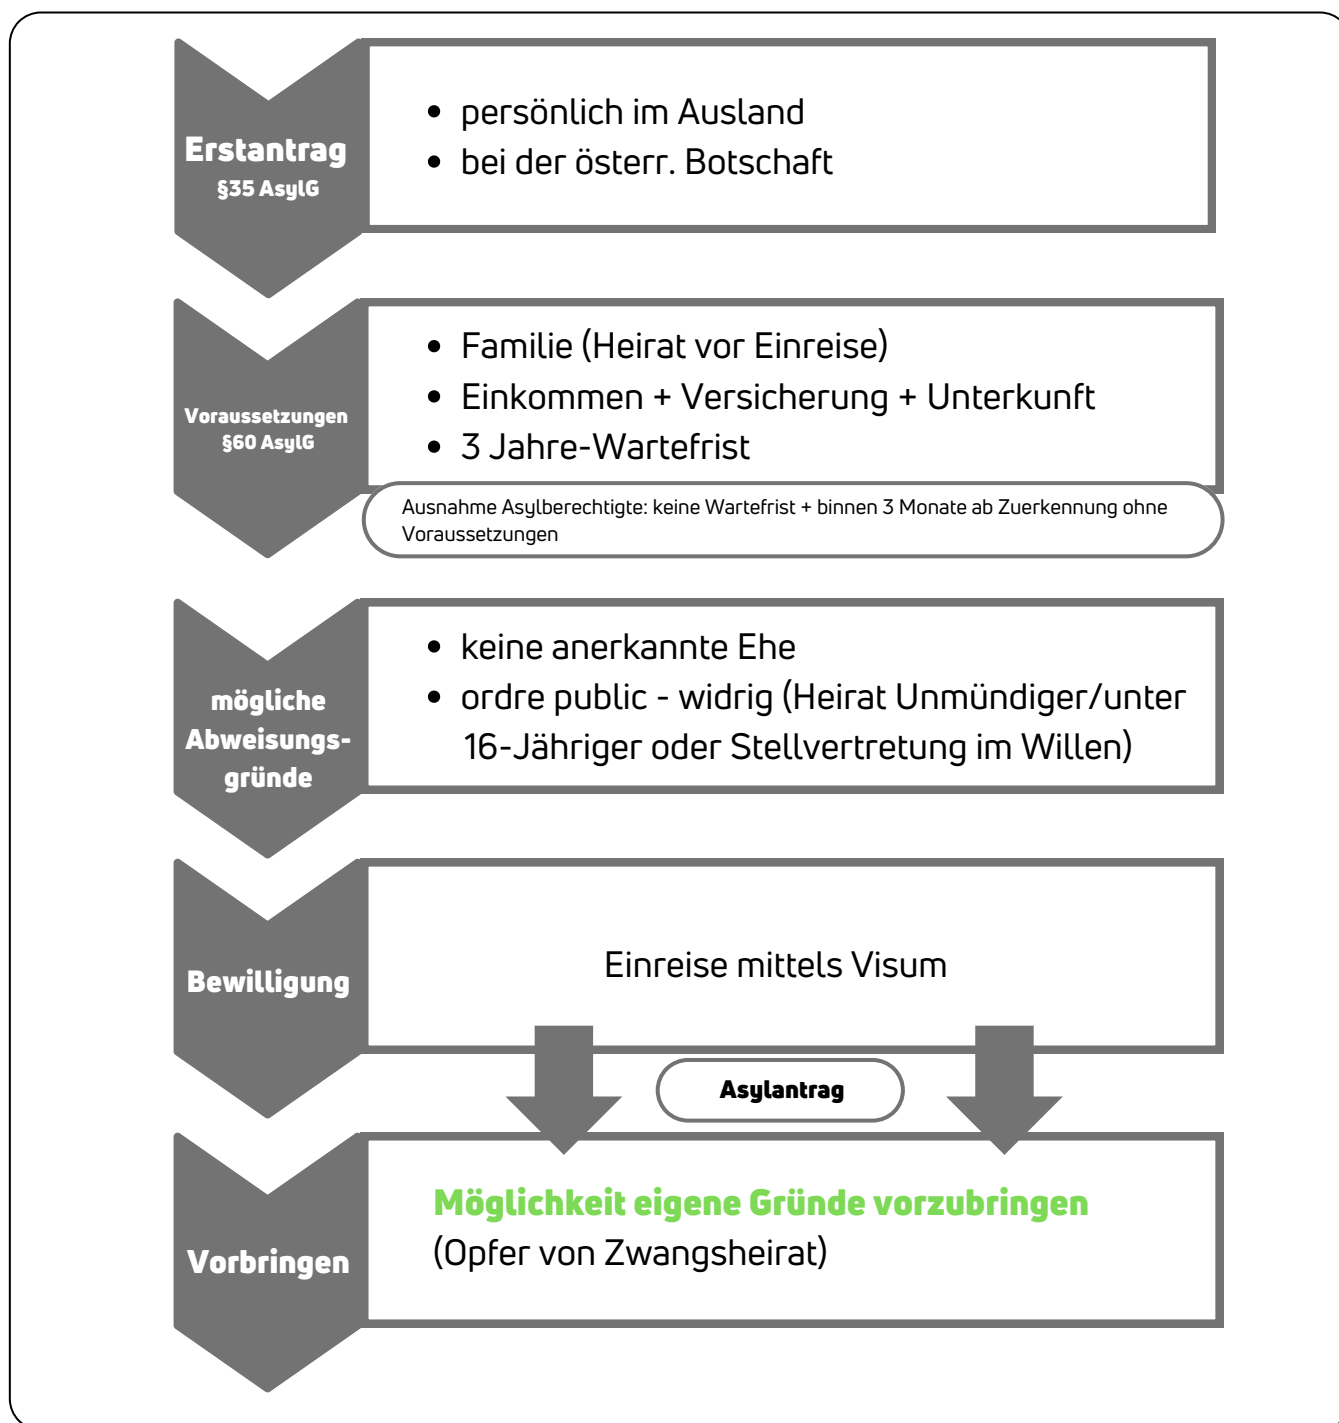 Erstantrag
§35 AsylG
• persönlich im Ausland
• bei der österr. Botschaft
Voraussetzungen
§60 AsylG
• Familie (Heirat vor Einreise)
• Einkommen + Versicherung + Unterkunft
• 3 Jahre-Wartefrist
Ausnahme Asylberechtigte: keine Wartefrist + binnen 3 Monate ab Zuerkennung ohne
Voraussetzungen
mögliche
Abweisungs-
gründe
• keine anerkannte Ehe
• ordre public - widrig (Heirat Unmündiger/unter
16-Jähriger oder Stellvertretung im Willen)
Bewilligung
Einreise mittels Visum
Asylantrag
Vorbringen
Möglichkeit eigene Gründe vorzubringen
(Opfer von Zwangsheirat)